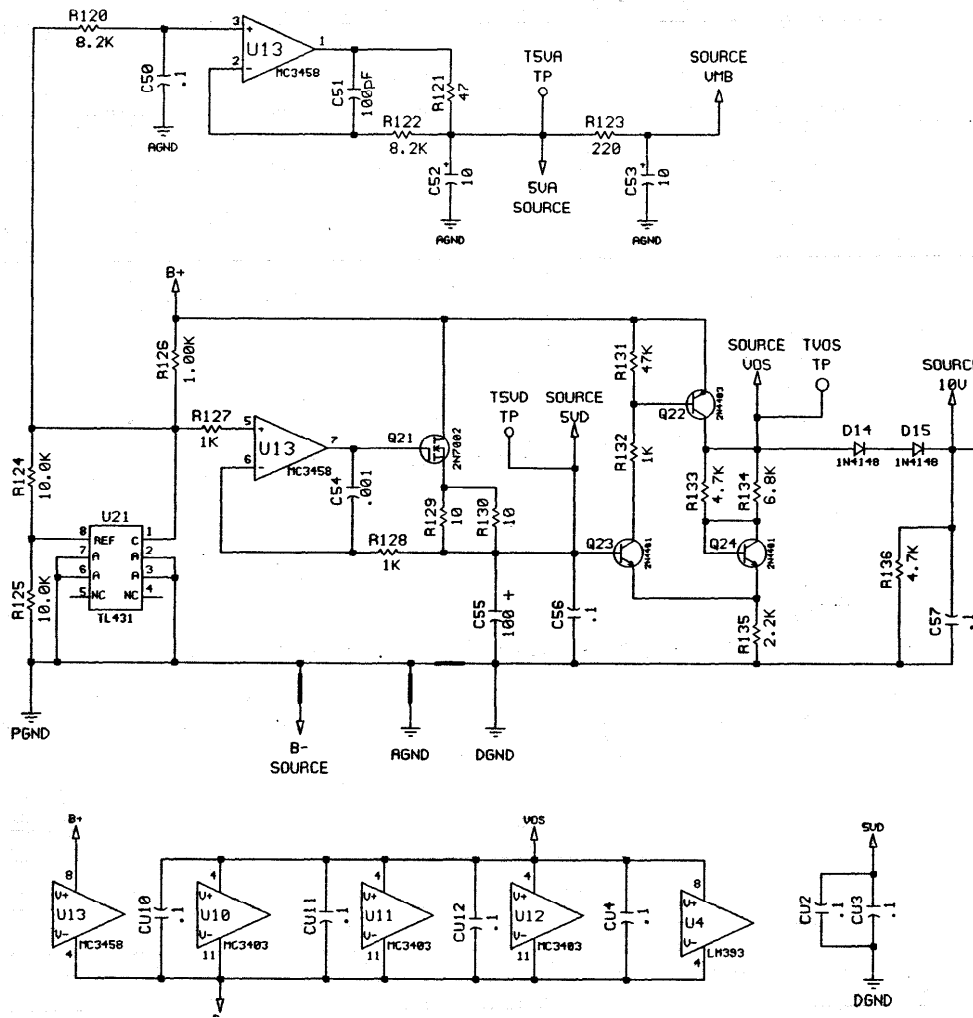 R120
8.2K
C50
.1
AGND
3
+
U13
1
2
-
MC3458
C51
100pF
R121
47
R122
8.2K
C52
+
10
AGND
T5VA
TP
5VA
SOURCE
R123
220
SOURCE
VMB
C53
+
10
AGND
B+
R126
1.00K
R127
1K
5
+
U13
7
6
-
MC3458
C54
.001
Q21
2N7002
R129
10
R130
10
R128
1K
T5VD
TP
SOURCE
5VD
R131
47K
Q22
2N4403
R132
1K
SOURCE
VOS
TVOS
TP
D14
1N4148
D15
1N4148
10V
R133
4.7K
R134
6.8K
Q23
2N4401
Q24
2N4401
R135
2.2K
R136
4.7K
C57
C55
100 +
C56
.1
R124
10.0K
R125
10.0K
U21
8
REF
C
1
7
A
A
2
6
A
A
3
5
NC
NC
4
TL431
PGND
B-
SOURCE
AGND
DGND
B+
8
V+
U13
V-
MC3458
4
CU10
.1
4
V+
U10
V-
MC3403
11
CU11
.1
V+
U11
V-
MC3403
CU12
.1
VOS
4
V+
U12
V-
MC3403
11
CU4
.1
8
V+
U4
V-
LM393
4
5VD
CU2
.1
CU3
.1
DGND